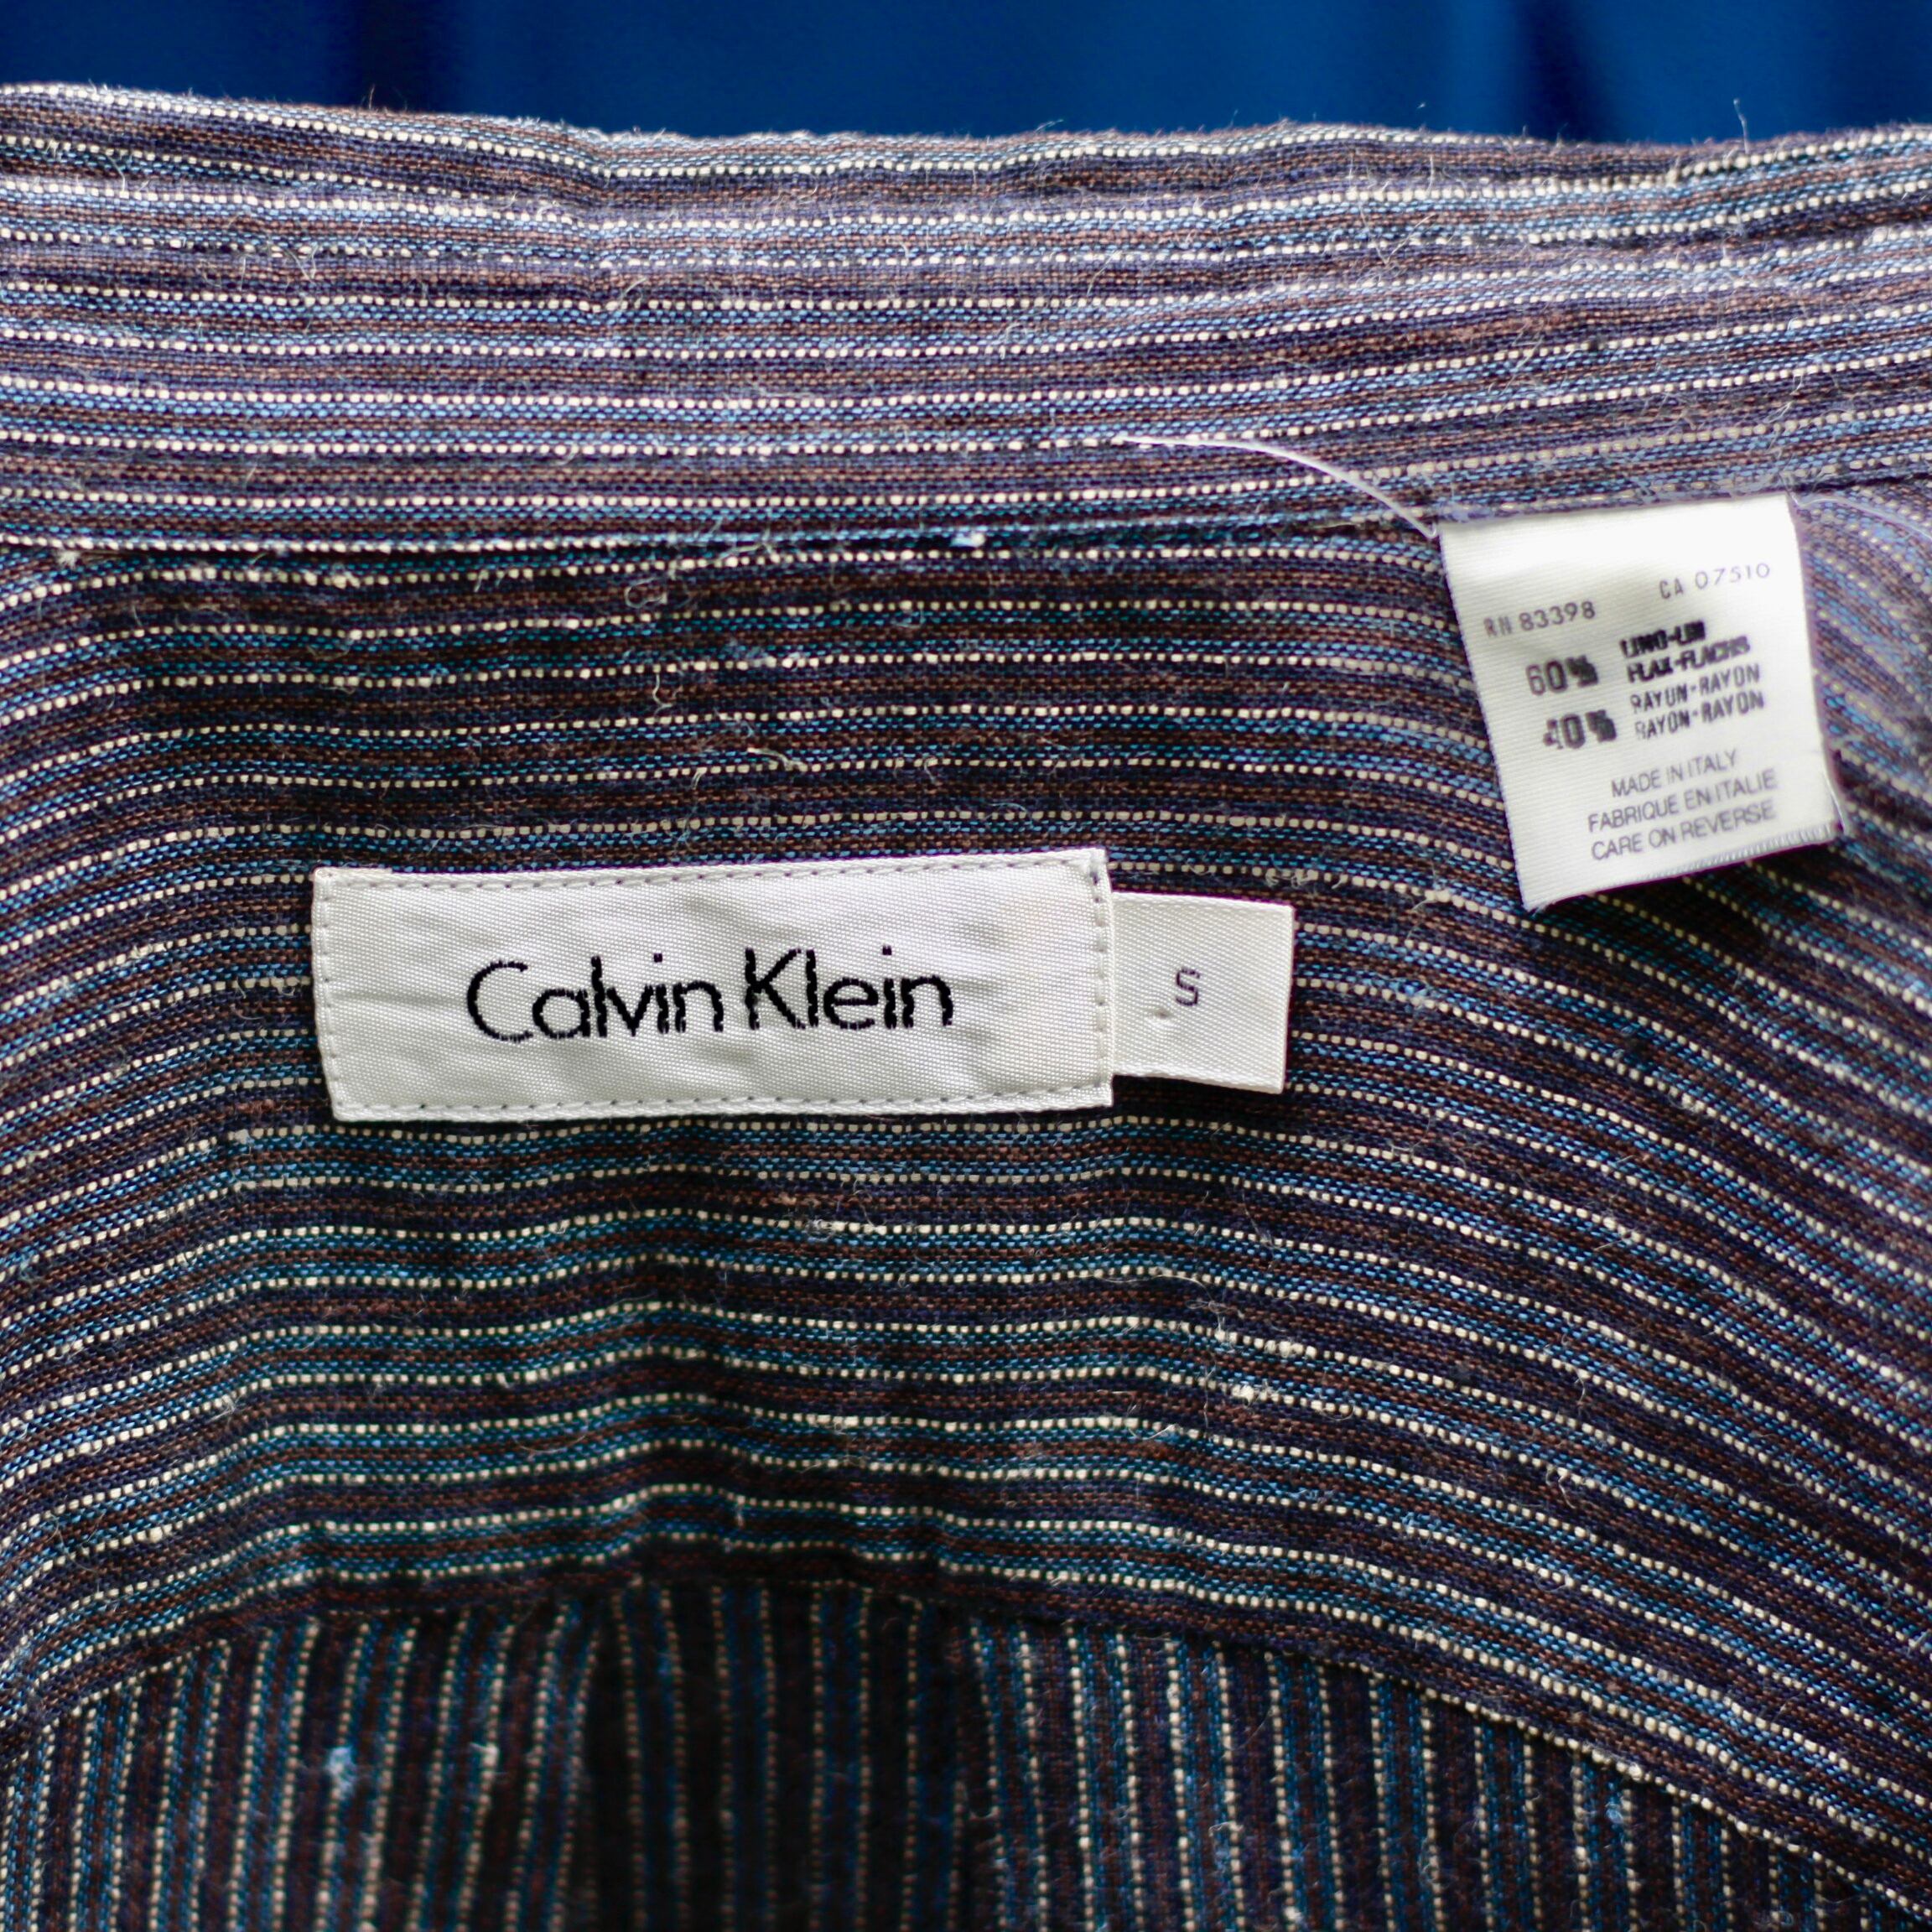 RN 83398 CA 07510
60% LINO-LIN
FLAX-FLACHS
40% RAYON-RAYON
RAYON-RAYON
MADE IN ITALY
FABRIQUE EN ITALIE
CARE ON REVERSE
Calvin Klein S